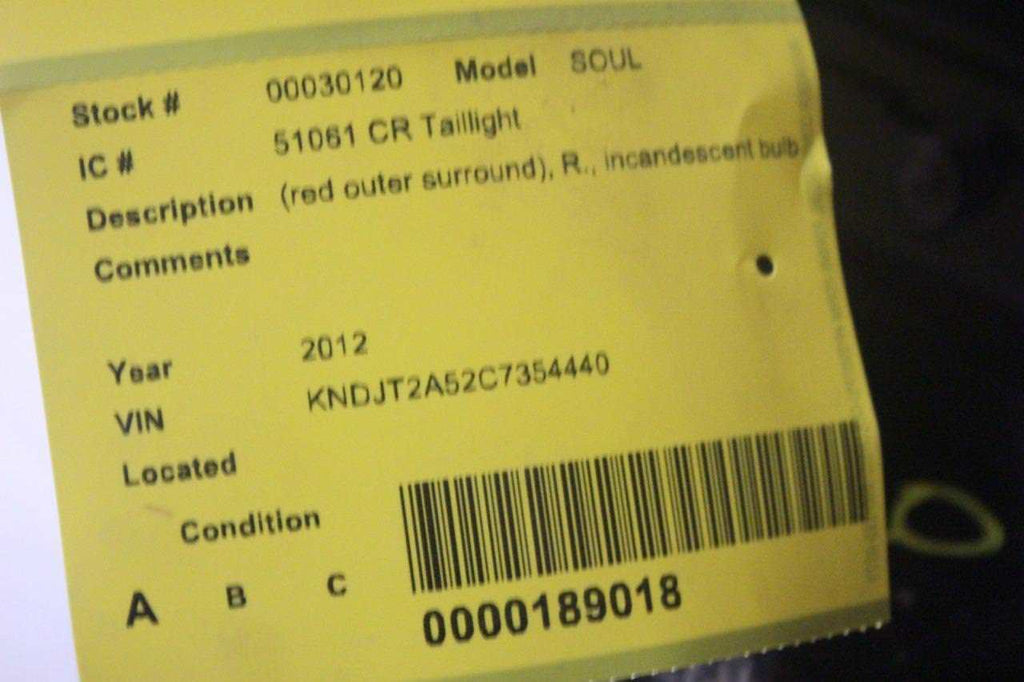 Stock # 00030120 Model SOUL
IC # 51061 CR Taillight
Description (red outer surround), R., incandescent bulb
Comments
Year 2012
VIN KNDJT2A52C7354440
Located
Condition
A B C
0000189018